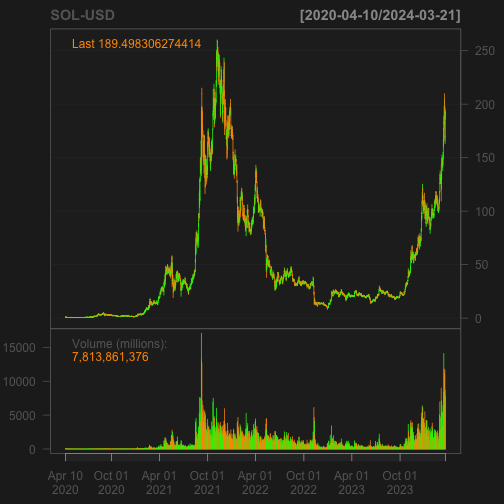 SOL-USD [2020-04-10/2024-03-21]
Last 189.498306274414
250
200
150
100
50
0
Volume (millions):
7,813,861,376
15000
10000
5000
0
Apr 10 Oct 01 Apr 01 Oct 01 Apr 01 Oct 01 Apr 03 Oct 01
2020 2020 2021 2021 2022 2022 2023 2023